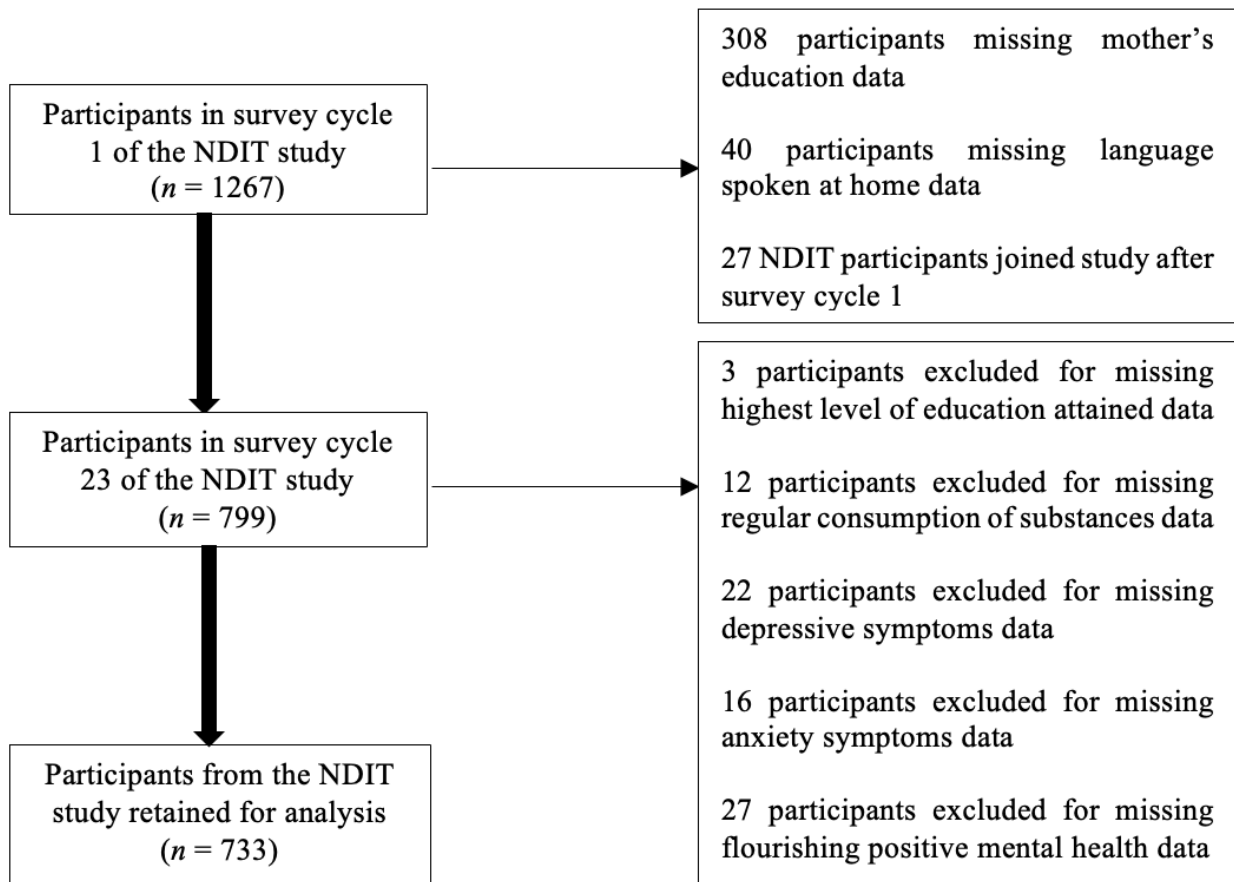 Participants in survey cycle
1 of the NDIT study
(n = 1267)
308 participants missing mother's
education data
40 participants missing language
spoken at home data
27 NDIT participants joined study after
survey cycle 1
Participants in survey cycle
23 of the NDIT study
(n = 799)
3 participants excluded for missing
highest level of education attained data
12 participants excluded for missing
regular consumption of substances data
22 participants excluded for missing
depressive symptoms data
16 participants excluded for missing
anxiety symptoms data
27 participants excluded for missing
flourishing positive mental health data
Participants from the NDIT
study retained for analysis
(n = 733)